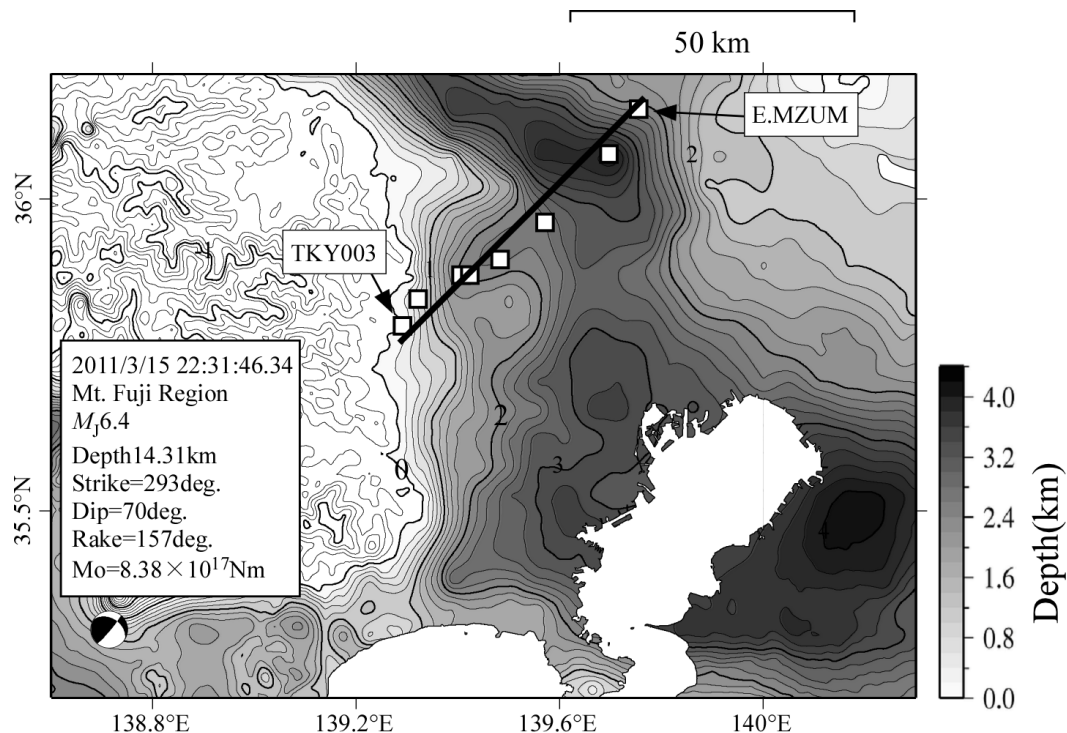 50 km
E.MZUM
2
36°N
TKY003
-1
1
2011/3/15 22:31:46.34
Mt. Fuji Region
MJ6.4
Depth14.31km
Strike=293deg.
Dip=70deg.
Rake=157deg.
Mo=8.38×10¹⁷Nm
2
0
3
4
35.5°N
4.0
3.2
2.4
1.6
0.8
0.0
Depth(km)
138.8°E
139.2°E
139.6°E
140°E